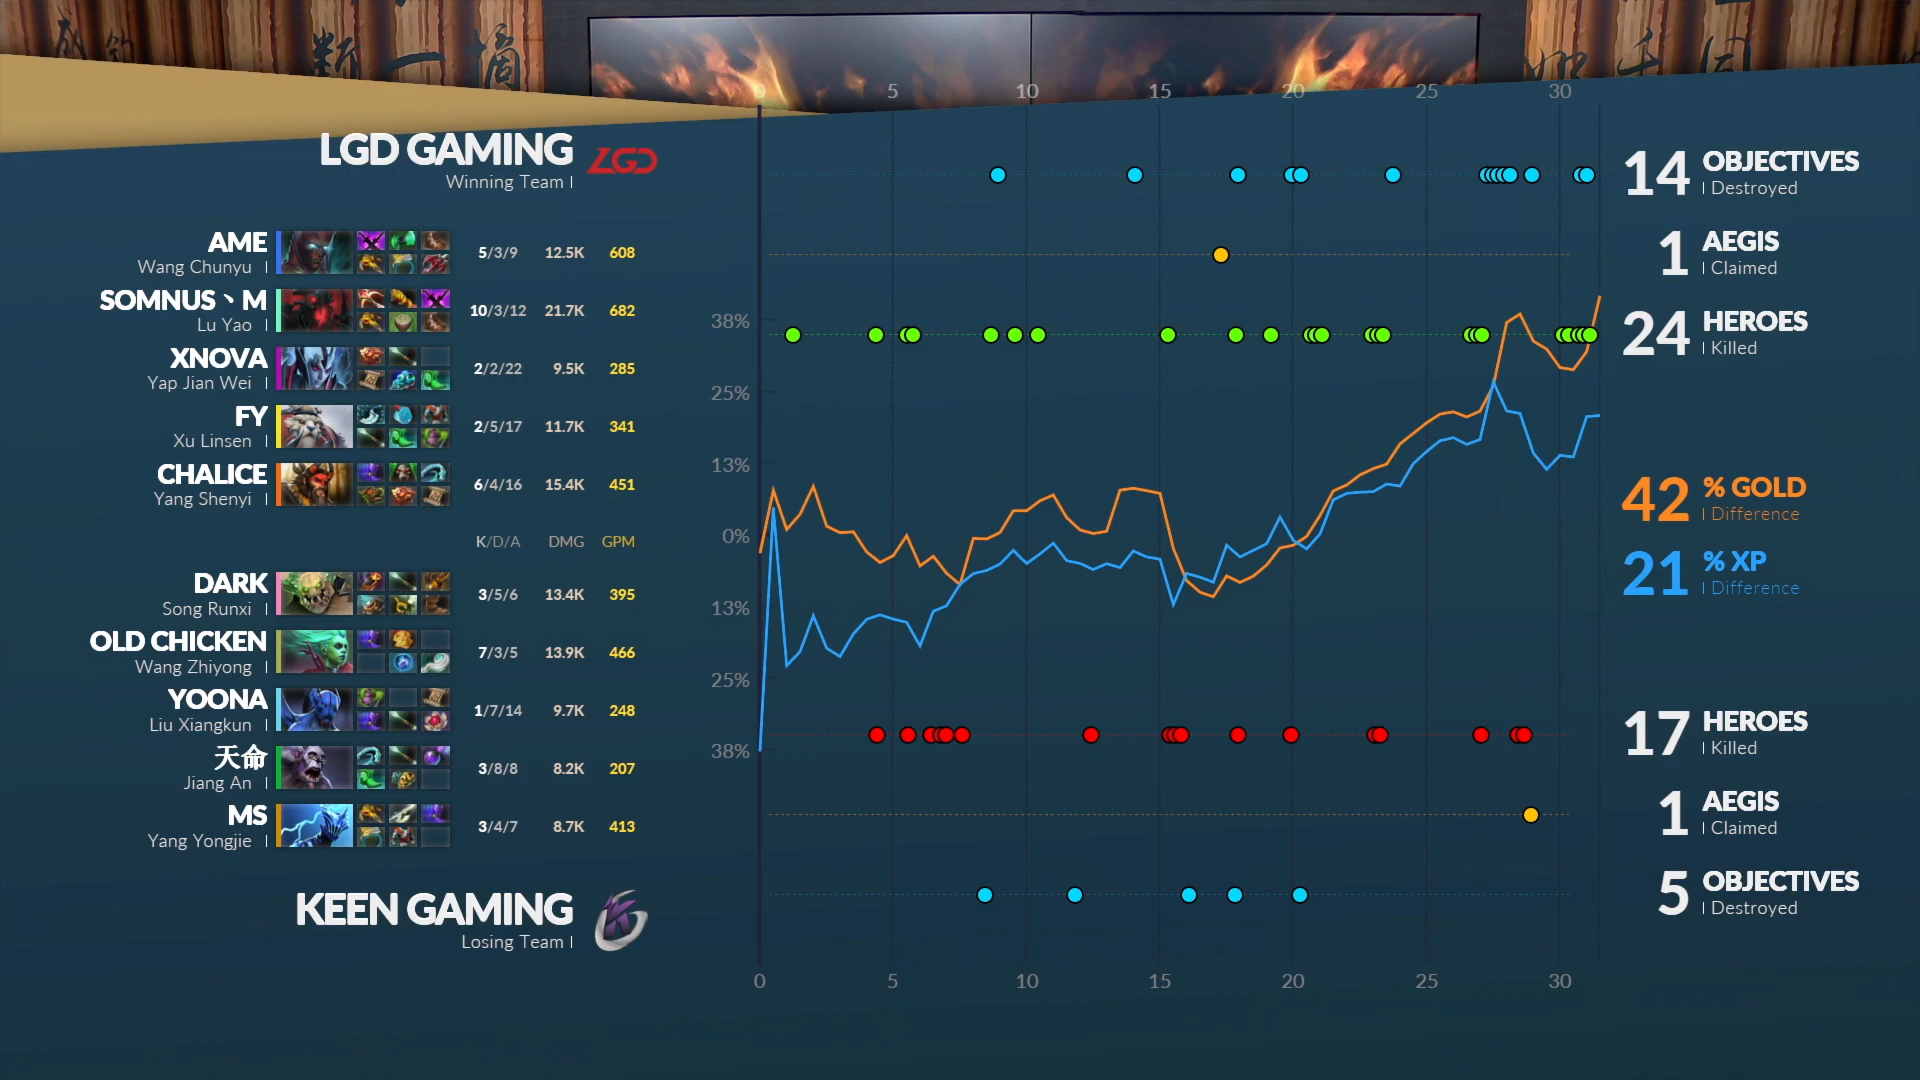 断一摘
0 5 10 15 20 25 30
LGD GAMING
LGD
Winning Team
14 OBJECTIVES
Destroyed
AME
Wang Chunyu
5/3/9 12.5K 608
1 AEGIS
Claimed
SOMNUS丶M
Lu Yao
10/3/12 21.7K 682
38%
24 HEROES
Killed
XNOVA
Yap Jian Wei
2/2/22 9.5K 285
25%
FY
Xu Linsen
2/5/17 11.7K 341
13%
CHALICE
Yang Shenyi
6/4/16 15.4K 451
42 % GOLD
Difference
K/D/A DMG GPM
0%
21 % XP
Difference
DARK
Song Runxi
3/5/6 13.4K 395
13%
OLD CHICKEN
Wang Zhiyong
7/3/5 13.9K 466
25%
YOONA
Liu Xiangkun
1/7/14 9.7K 248
38%
17 HEROES
Killed
天命
Jiang An
3/8/8 8.2K 207
MS
Yang Yongjie
3/4/7 8.7K 413
1 AEGIS
Claimed
KEEN GAMING
Losing Team
5 OBJECTIVES
Destroyed
0 5 10 15 20 25 30